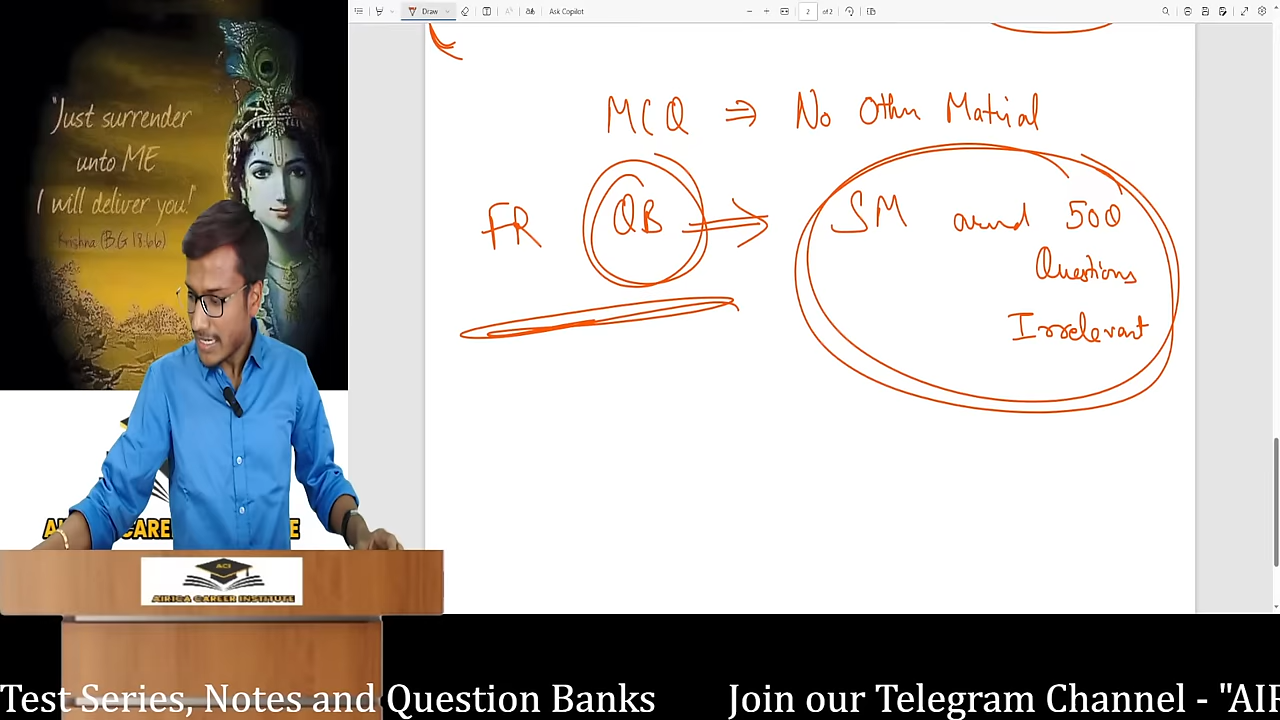 Draw
Ask Copilot
2
of 2
"Just surrender
unto ME
I will deliver you!"
- Krishna (BG 18:66)
MCQ ⇒ No Other Material
FR QB ⇒ SM around 500
Questions
Irrelevant
ACI
AIRICA CAREER INSTITUTE
Test Series, Notes and Question Banks Join our Telegram Channel - "AIR